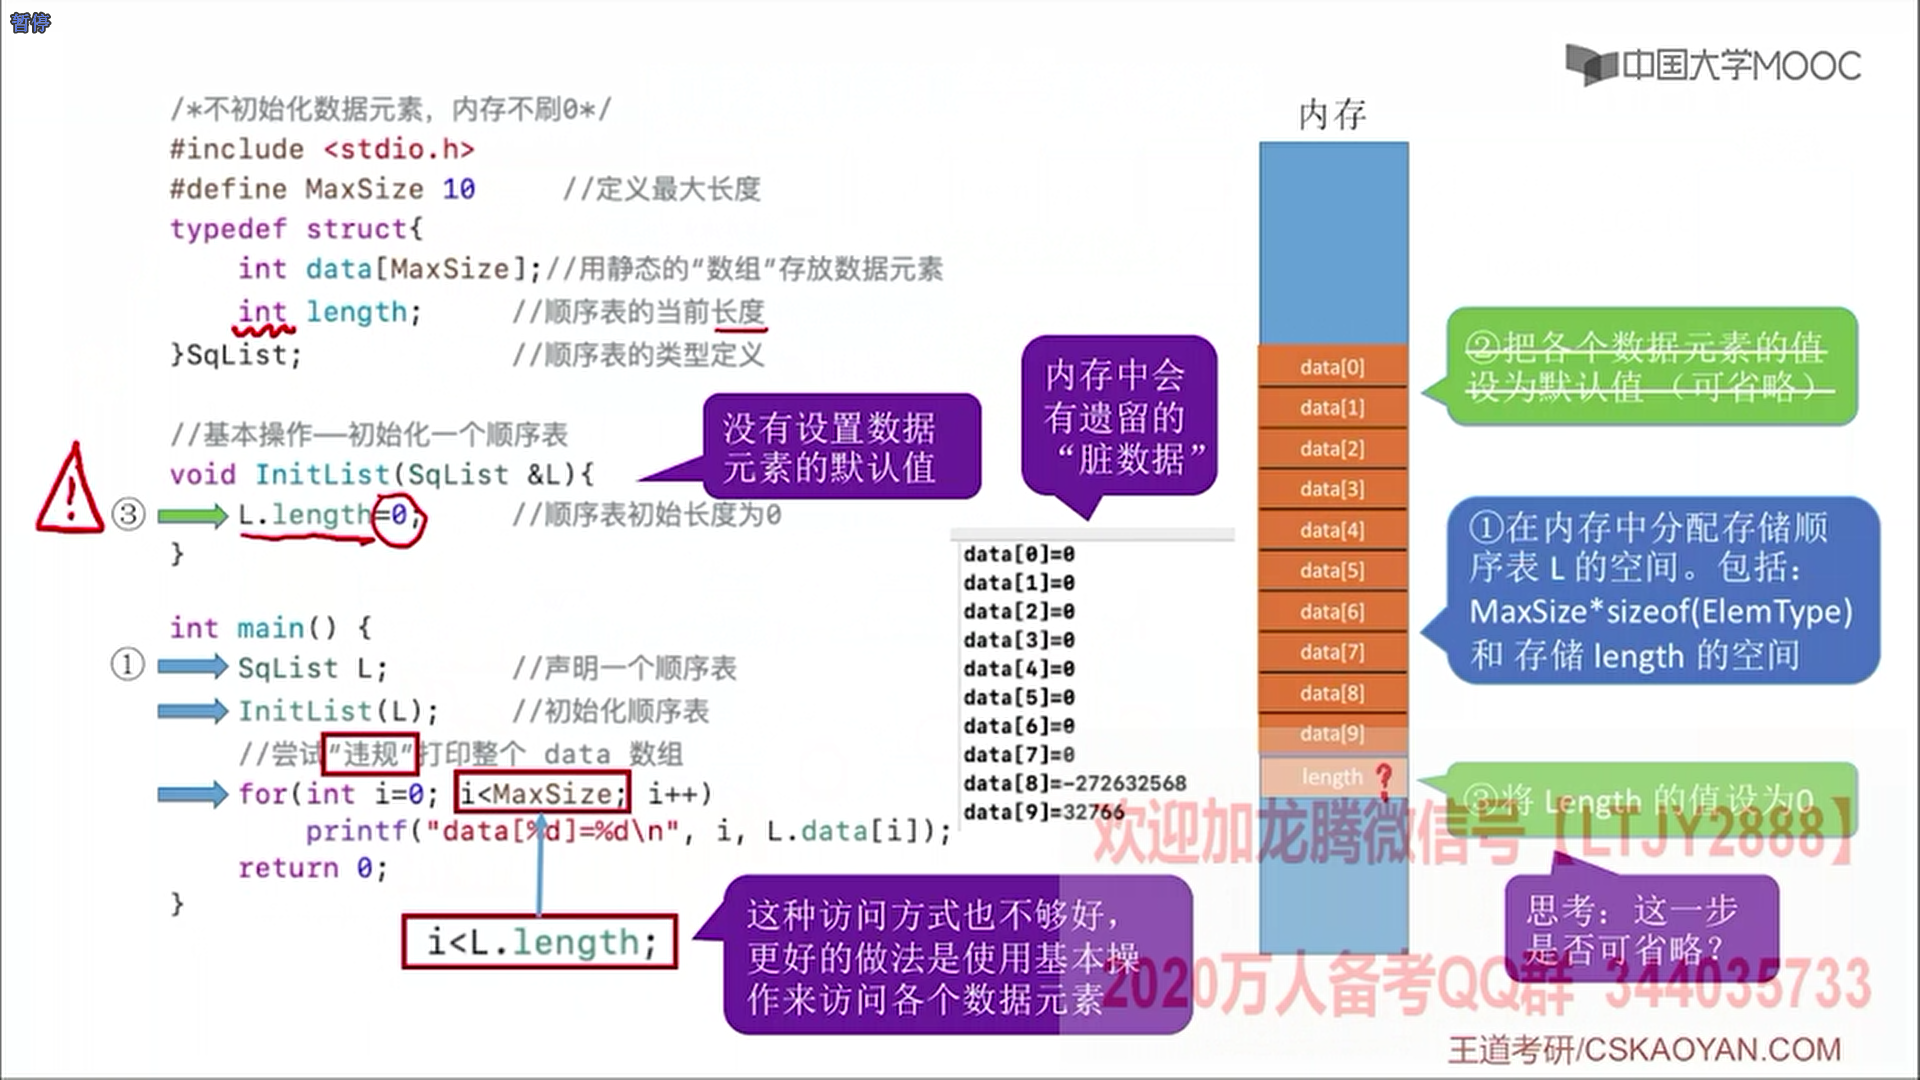 暂停
中国大学MOOC
/*不初始化数据元素，内存不刷0*/
#include <stdio.h>
#define MaxSize 10 //定义最大长度
typedef struct{
int data[MaxSize];//用静态的"数组"存放数据元素
int length; //顺序表的当前长度
}SqList; //顺序表的类型定义
//基本操作——初始化一个顺序表
void InitList(SqList &L){
③ L.length=0; //顺序表初始长度为0
}
int main() {
① SqList L; //声明一个顺序表
InitList(L); //初始化顺序表
//尝试"违规"打印整个 data 数组
for(int i=0; i<MaxSize; i++)
printf("data[%d]=%d\n", i, L.data[i]);
return 0;
}
i<L.length;
没有设置数据
元素的默认值
内存中会
有遗留的
“脏数据”
data[0]=0
data[1]=0
data[2]=0
data[3]=0
data[4]=0
data[5]=0
data[6]=0
data[7]=0
data[8]=-272632568
data[9]=32766
这种访问方式也不够好，
更好的做法是使用基本操
作来访问各个数据元素
内存
data[0]
data[1]
data[2]
data[3]
data[4]
data[5]
data[6]
data[7]
data[8]
data[9]
length ?
②把各个数据元素的值
设为默认值（可省略）
①在内存中分配存储顺
序表 L 的空间。包括：
MaxSize*sizeof(ElemType)
和 存储 length 的空间
③将 Length 的值设为0
思考：这一步
是否可省略？
欢迎加龙腾微信号【LTJY2888】
2020万人备考QQ群 344035733
王道考研/CSKAOYAN.COM